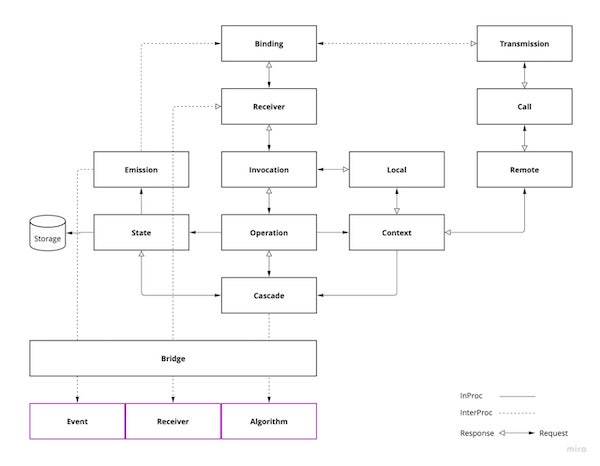 Binding
Transmission
Receiver
Call
Emission
Invocation
Local
Remote
Storage
State
Operation
Context
Cascade
Bridge
Event
Receiver
Algorithm
InProc
InterProc
Response
Request
miro